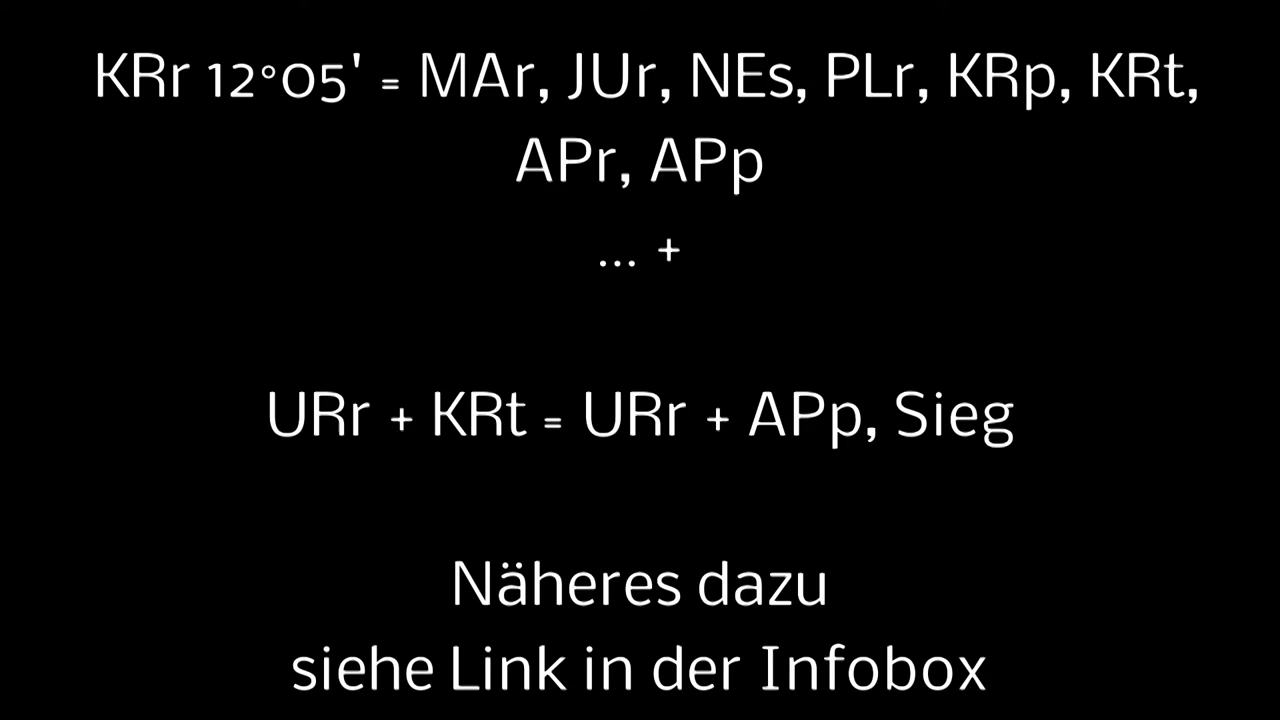 KRr 12°05' = MAr, JUr, NEs, PLr, KRp, KRt,
APr, APp
... +
URr + KRt = URr + APp, Sieg
Näheres dazu
siehe Link in der Infobox